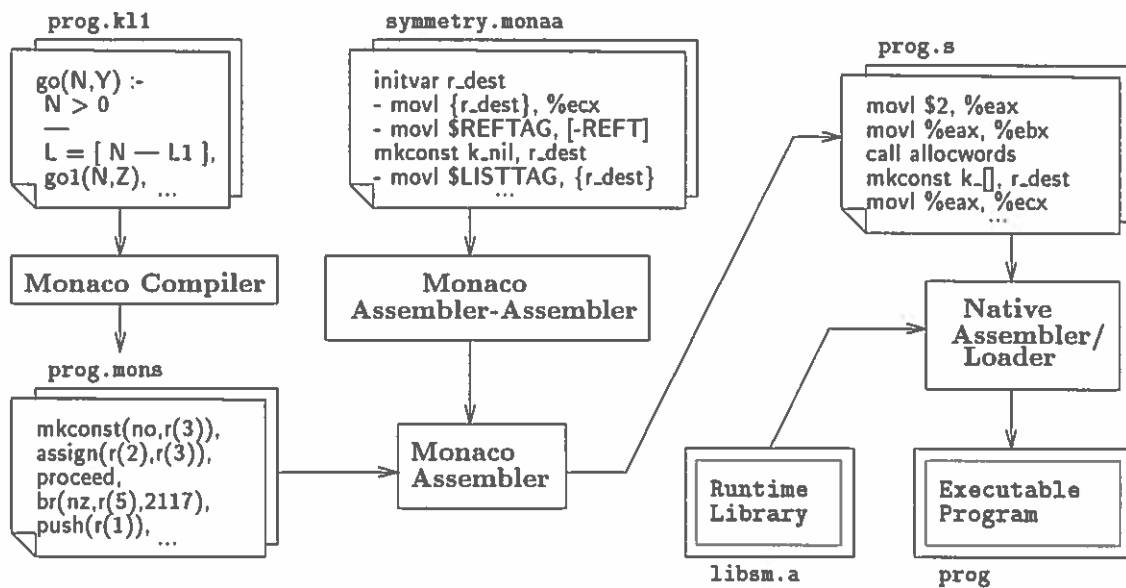 prog.kl1
go(N,Y) :-
N > 0
—
L = [ N — L1 ],
go1(N,Z),
...
Monaco Compiler
prog.mons
mkconst(no,r(3)),
assign(r(2),r(3)),
proceed,
br(nz,r(5),2117),
push(r(1)),
...
symmetry.monaa
initvar r_dest
- movl {r_dest}, %ecx
- movl $REFTAG, [-REFT]
mkconst k_nil, r_dest
- movl $LISTTAG, {r_dest}
...
Monaco
Assembler-Assembler
Monaco
Assembler
prog.s
movl $2, %eax
movl %eax, %ebx
call allocwords
mkconst k_[], r_dest
movl %eax, %ecx
...
Native
Assembler/
Loader
Runtime
Library
libsm.a
Executable
Program
prog